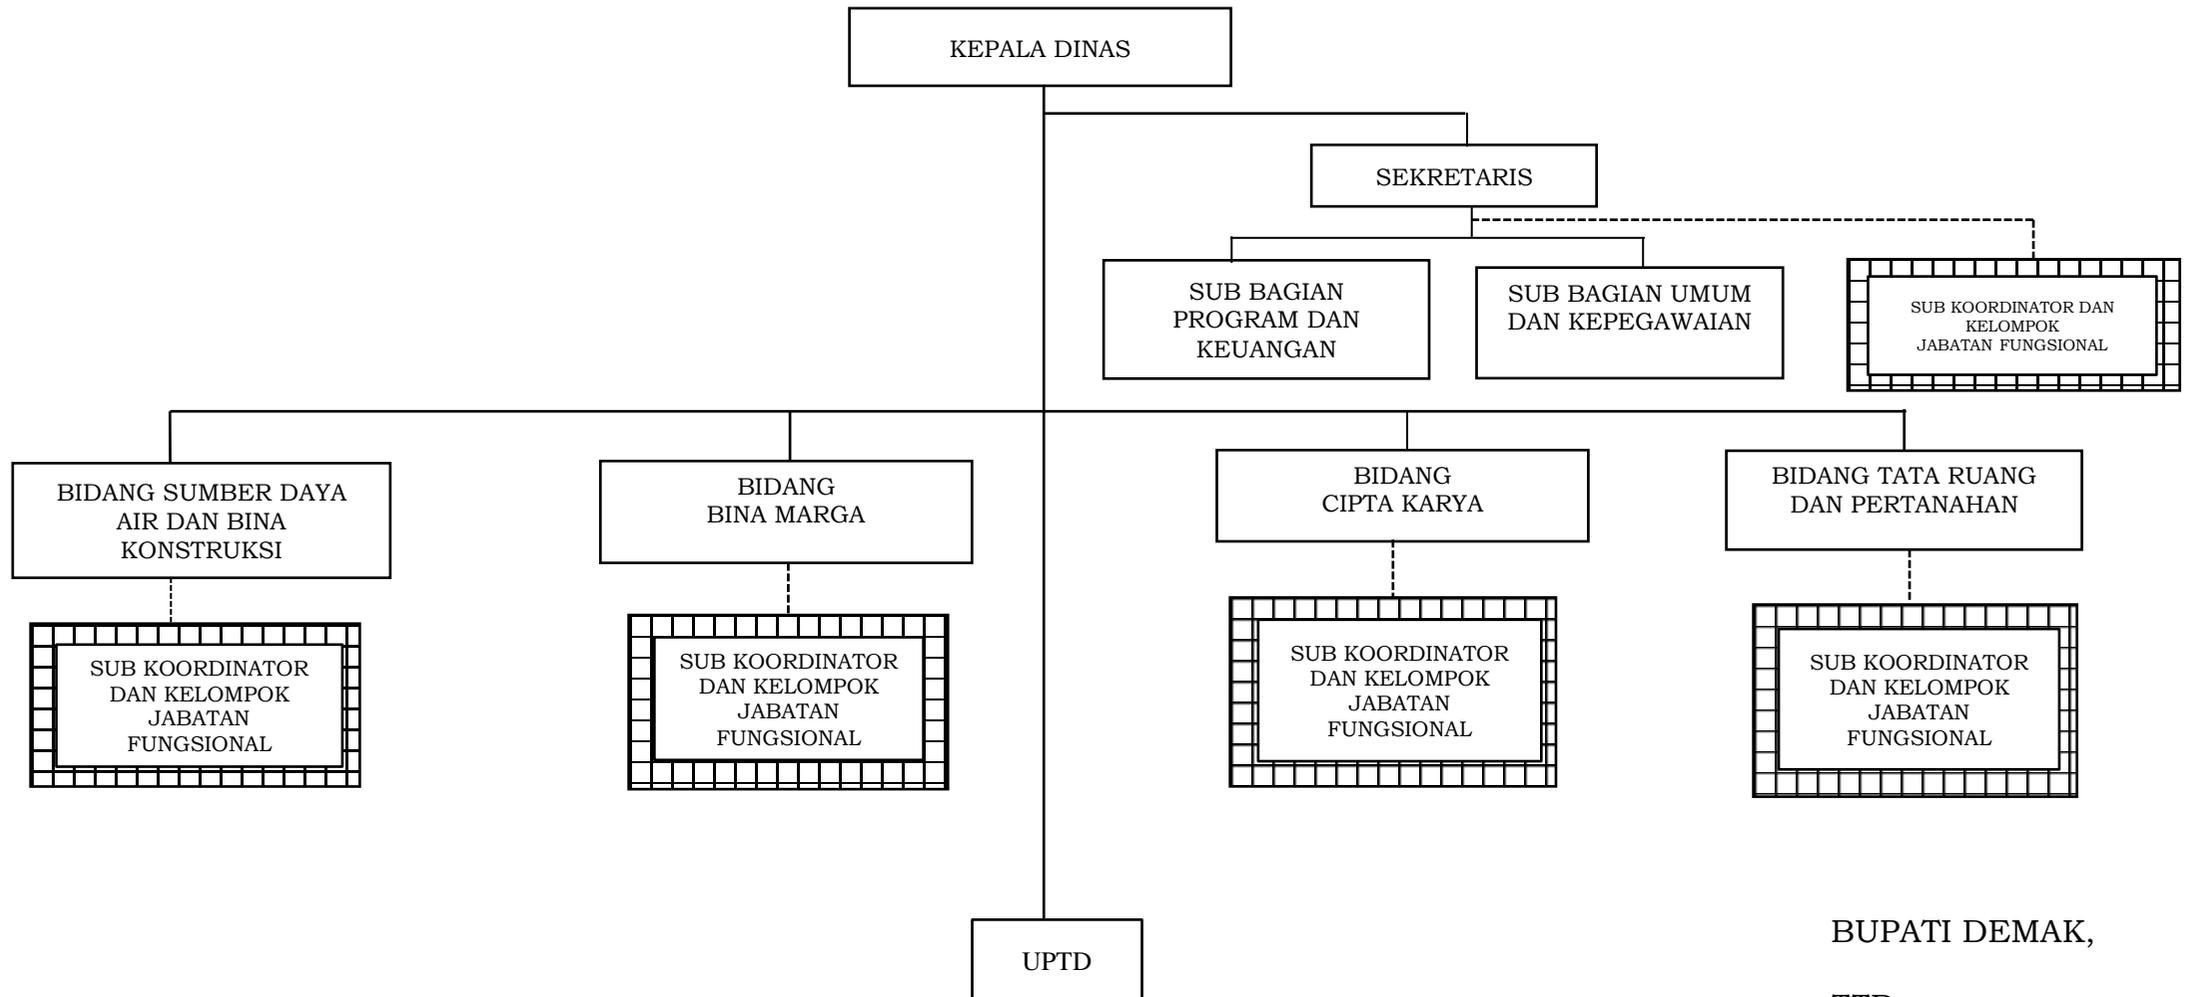 KEPALA DINAS
SEKRETARIS
SUB BAGIAN
PROGRAM DAN
KEUANGAN
SUB BAGIAN UMUM
DAN KEPEGAWAIAN
SUB KOORDINATOR DAN
KELOMPOK
JABATAN FUNGSIONAL
BIDANG SUMBER DAYA
AIR DAN BINA
KONSTRUKSI
BIDANG
BINA MARGA
BIDANG
CIPTA KARYA
BIDANG TATA RUANG
DAN PERTANAHAN
SUB KOORDINATOR
DAN KELOMPOK
JABATAN
FUNGSIONAL
SUB KOORDINATOR
DAN KELOMPOK
JABATAN
FUNGSIONAL
SUB KOORDINATOR
DAN KELOMPOK
JABATAN
FUNGSIONAL
SUB KOORDINATOR
DAN KELOMPOK
JABATAN
FUNGSIONAL
UPTD
BUPATI DEMAK,